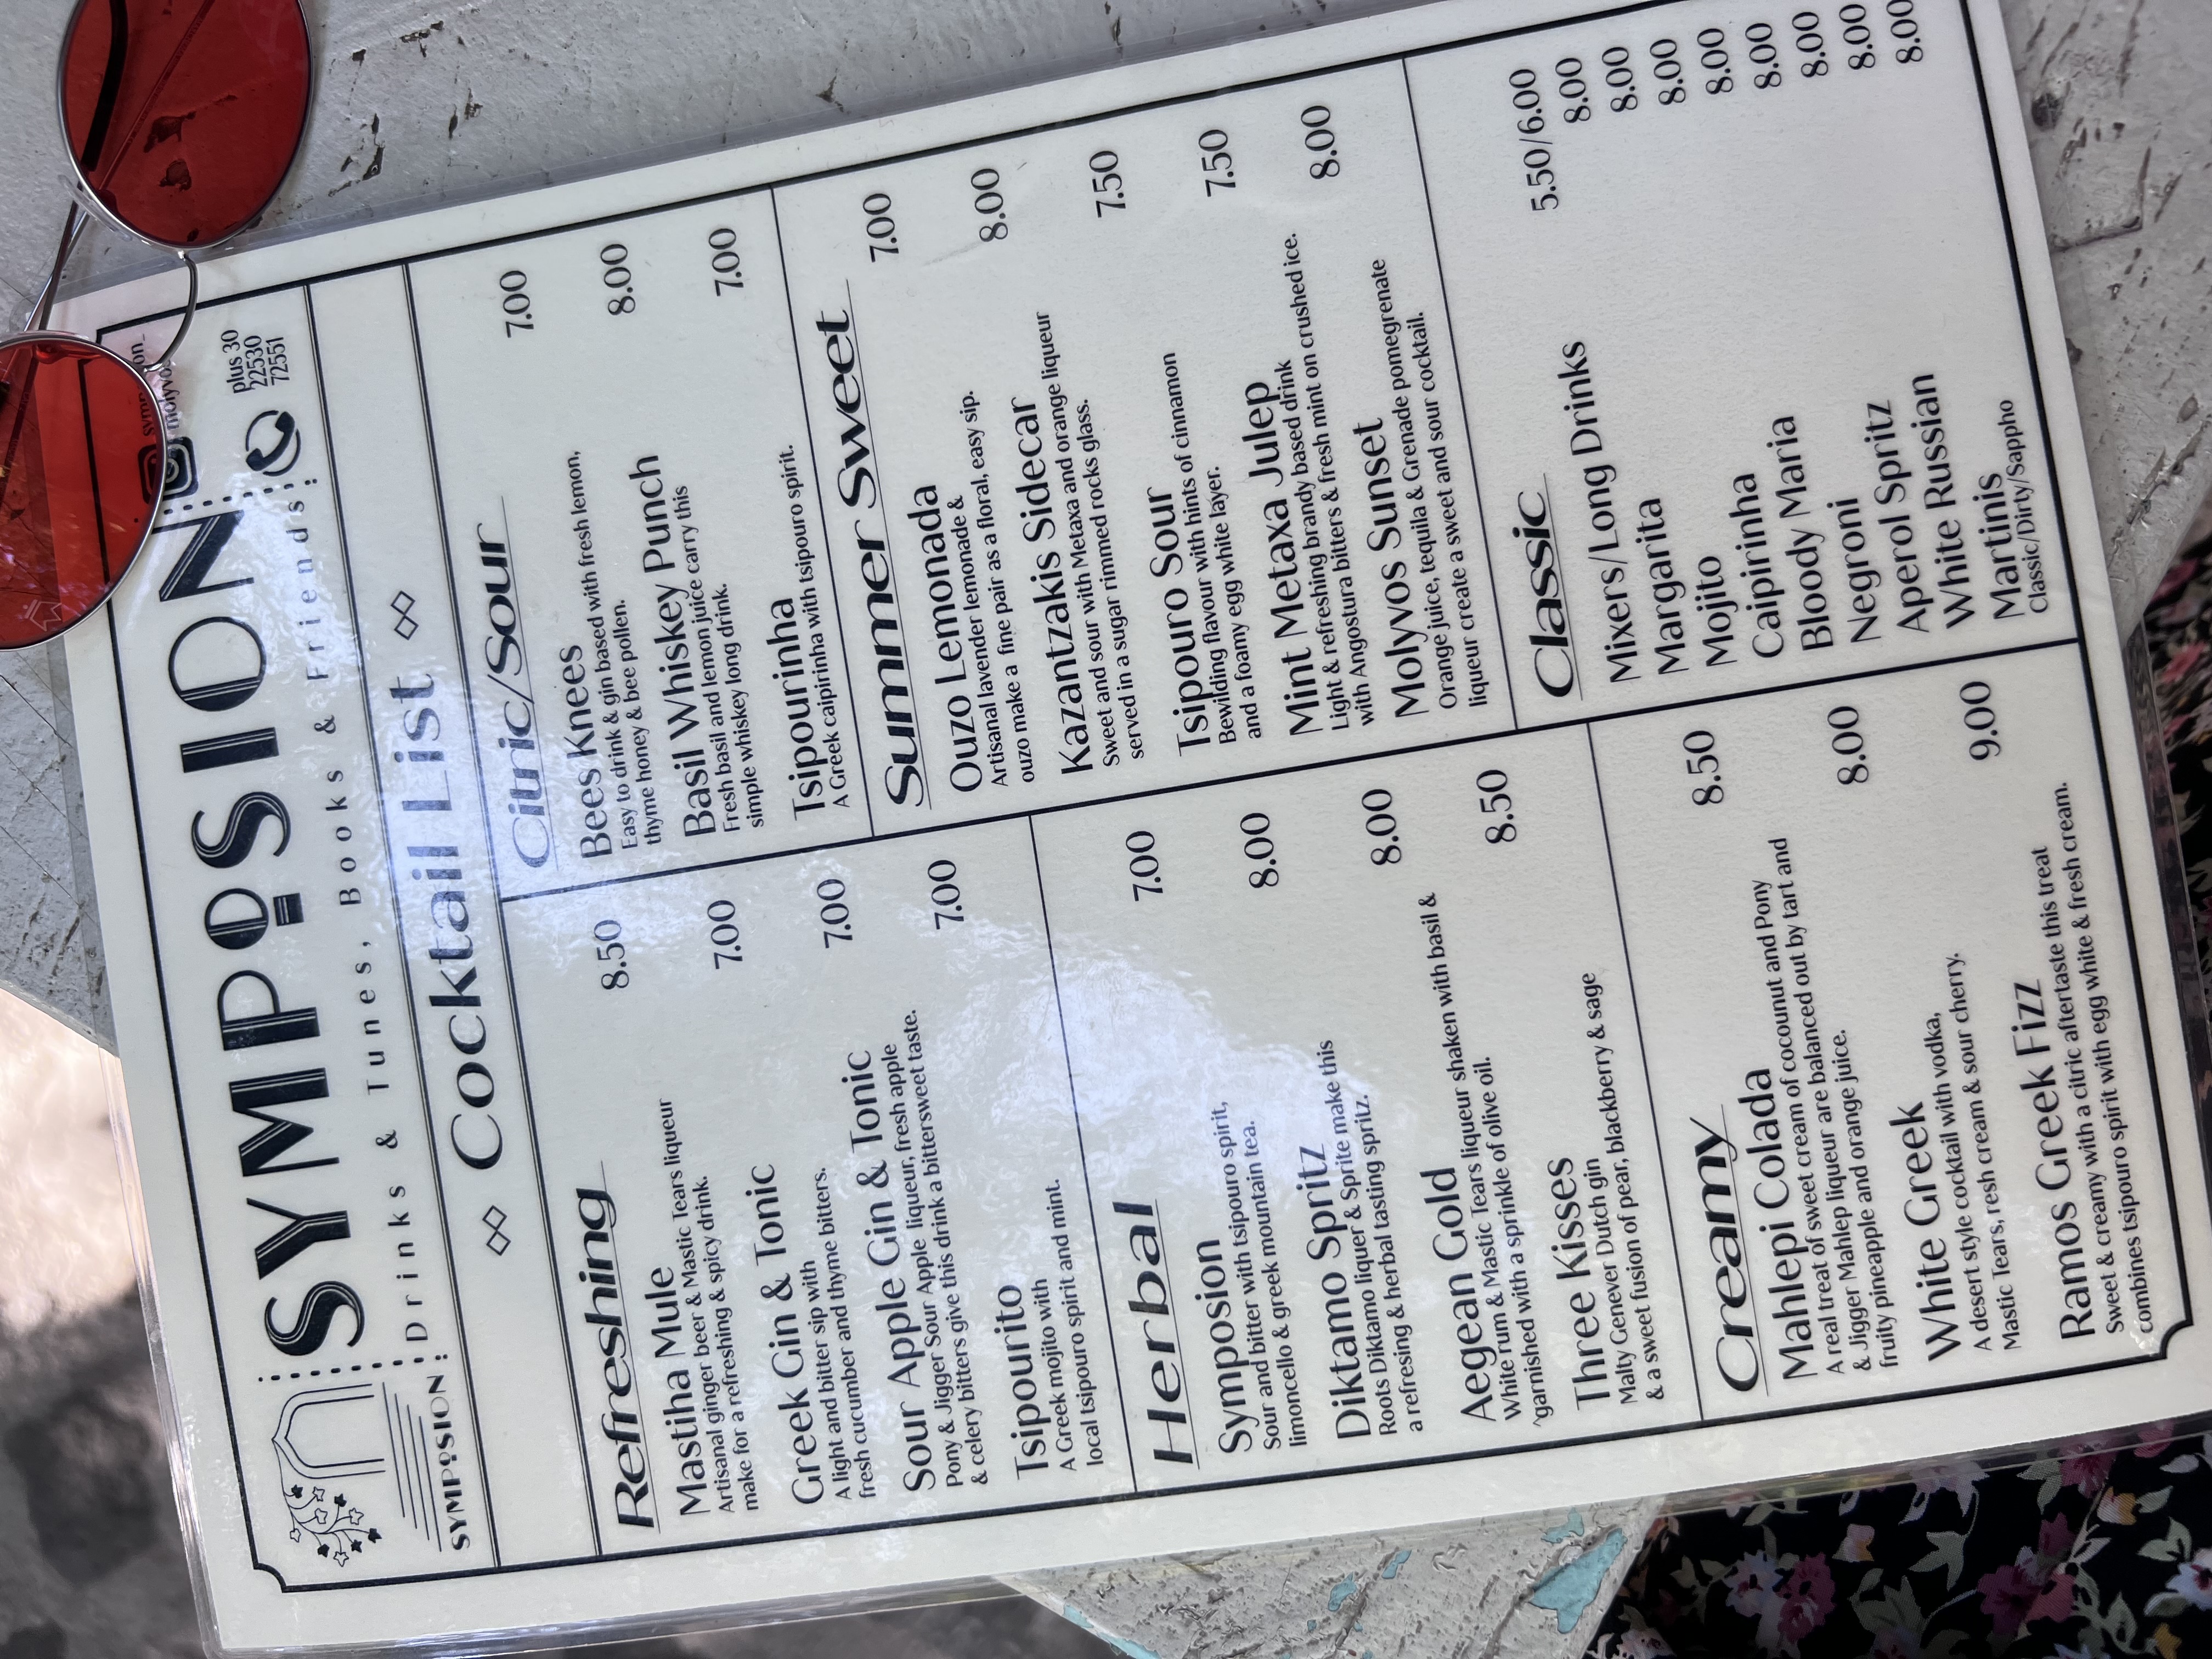 SYMPOSION
SYMPOSION
Drinks & Tunes, Books & Friends
plus 30
22530
72551
Cocktail List
Refreshing
Mastiha Mule 8.50
Artisanal ginger beer & Mastic Tears liqueur
make for a refreshing & spicy drink.
Greek Gin & Tonic 7.00
A light and bitter sip with
fresh cucumber and thyme bitters.
Sour Apple Gin & Tonic 7.00
Pony & Jigger Sour Apple liqueur, fresh apple
& celery bitters give this drink a bittersweet taste.
Tsipourito 7.00
A Greek mojito with
local tsipouro spirit and mint.
Herbal
Symposion 7.00
Sour and bitter with tsipouro spirit,
limoncello & greek mountain tea.
Diktamo Spritz 8.00
Roots Diktamo liquer & Sprite make this
a refresing & herbal tasting spritz.
Aegean Gold 8.00
White rum & Mastic Tears liqueur shaken with basil &
^garnished with a sprinkle of olive oil.
Three Kisses 8.50
Malty Genever Dutch gin
& a sweet fusion of pear, blackberry & sage
Creamy
Mahlepi Colada 8.50
A real treat of sweet cream of cocounut and Pony
& Jigger Mahlep liqueur are balanced out by tart and
fruity pineapple and orange juice.
White Greek 8.00
A desert style cocktail with vodka,
Mastic Tears, resh cream & sour cherry.
Ramos Greek Fizz 9.00
Sweet & creamy with a citric aftertaste this treat
combines tsipouro spirit with egg white & fresh cream.
Citric/Sour
Bees Knees 7.00
Easy to drink & gin based with fresh lemon,
thyme honey & bee pollen.
Basil Whiskey Punch 8.00
Fresh basil and lemon juice carry this
simple whiskey long drink.
Tsipourinha 7.00
A Greek caipirinha with tsipouro spirit.
Summer Sweet
Ouzo Lemonada 7.00
Artisanal lavender lemonade &
ouzo make a fine pair as a floral, easy sip.
Kazantzakis Sidecar 8.00
Sweet and sour with Metaxa and orange liqueur
served in a sugar rimmed rocks glass.
Tsipouro Sour 7.50
Bewilding flavour with hints of cinnamon
and a foamy egg white layer.
Mint Metaxa Julep 7.50
Light & refreshing brandy based drink
with Angostura bitters & fresh mint on crushed ice.
Molyvos Sunset 8.00
Orange juice, tequila & Grenade pomegrenate
liqueur create a sweet and sour cocktail.
Classic
Mixers/Long Drinks 5.50/6.00
Margarita 8.00
Mojito 8.00
Caipirinha 8.00
Bloody Maria 8.00
Negroni 8.00
Aperol Spritz 8.00
White Russian 8.00
Martinis 8.00
Classic/Dirty/Sappho